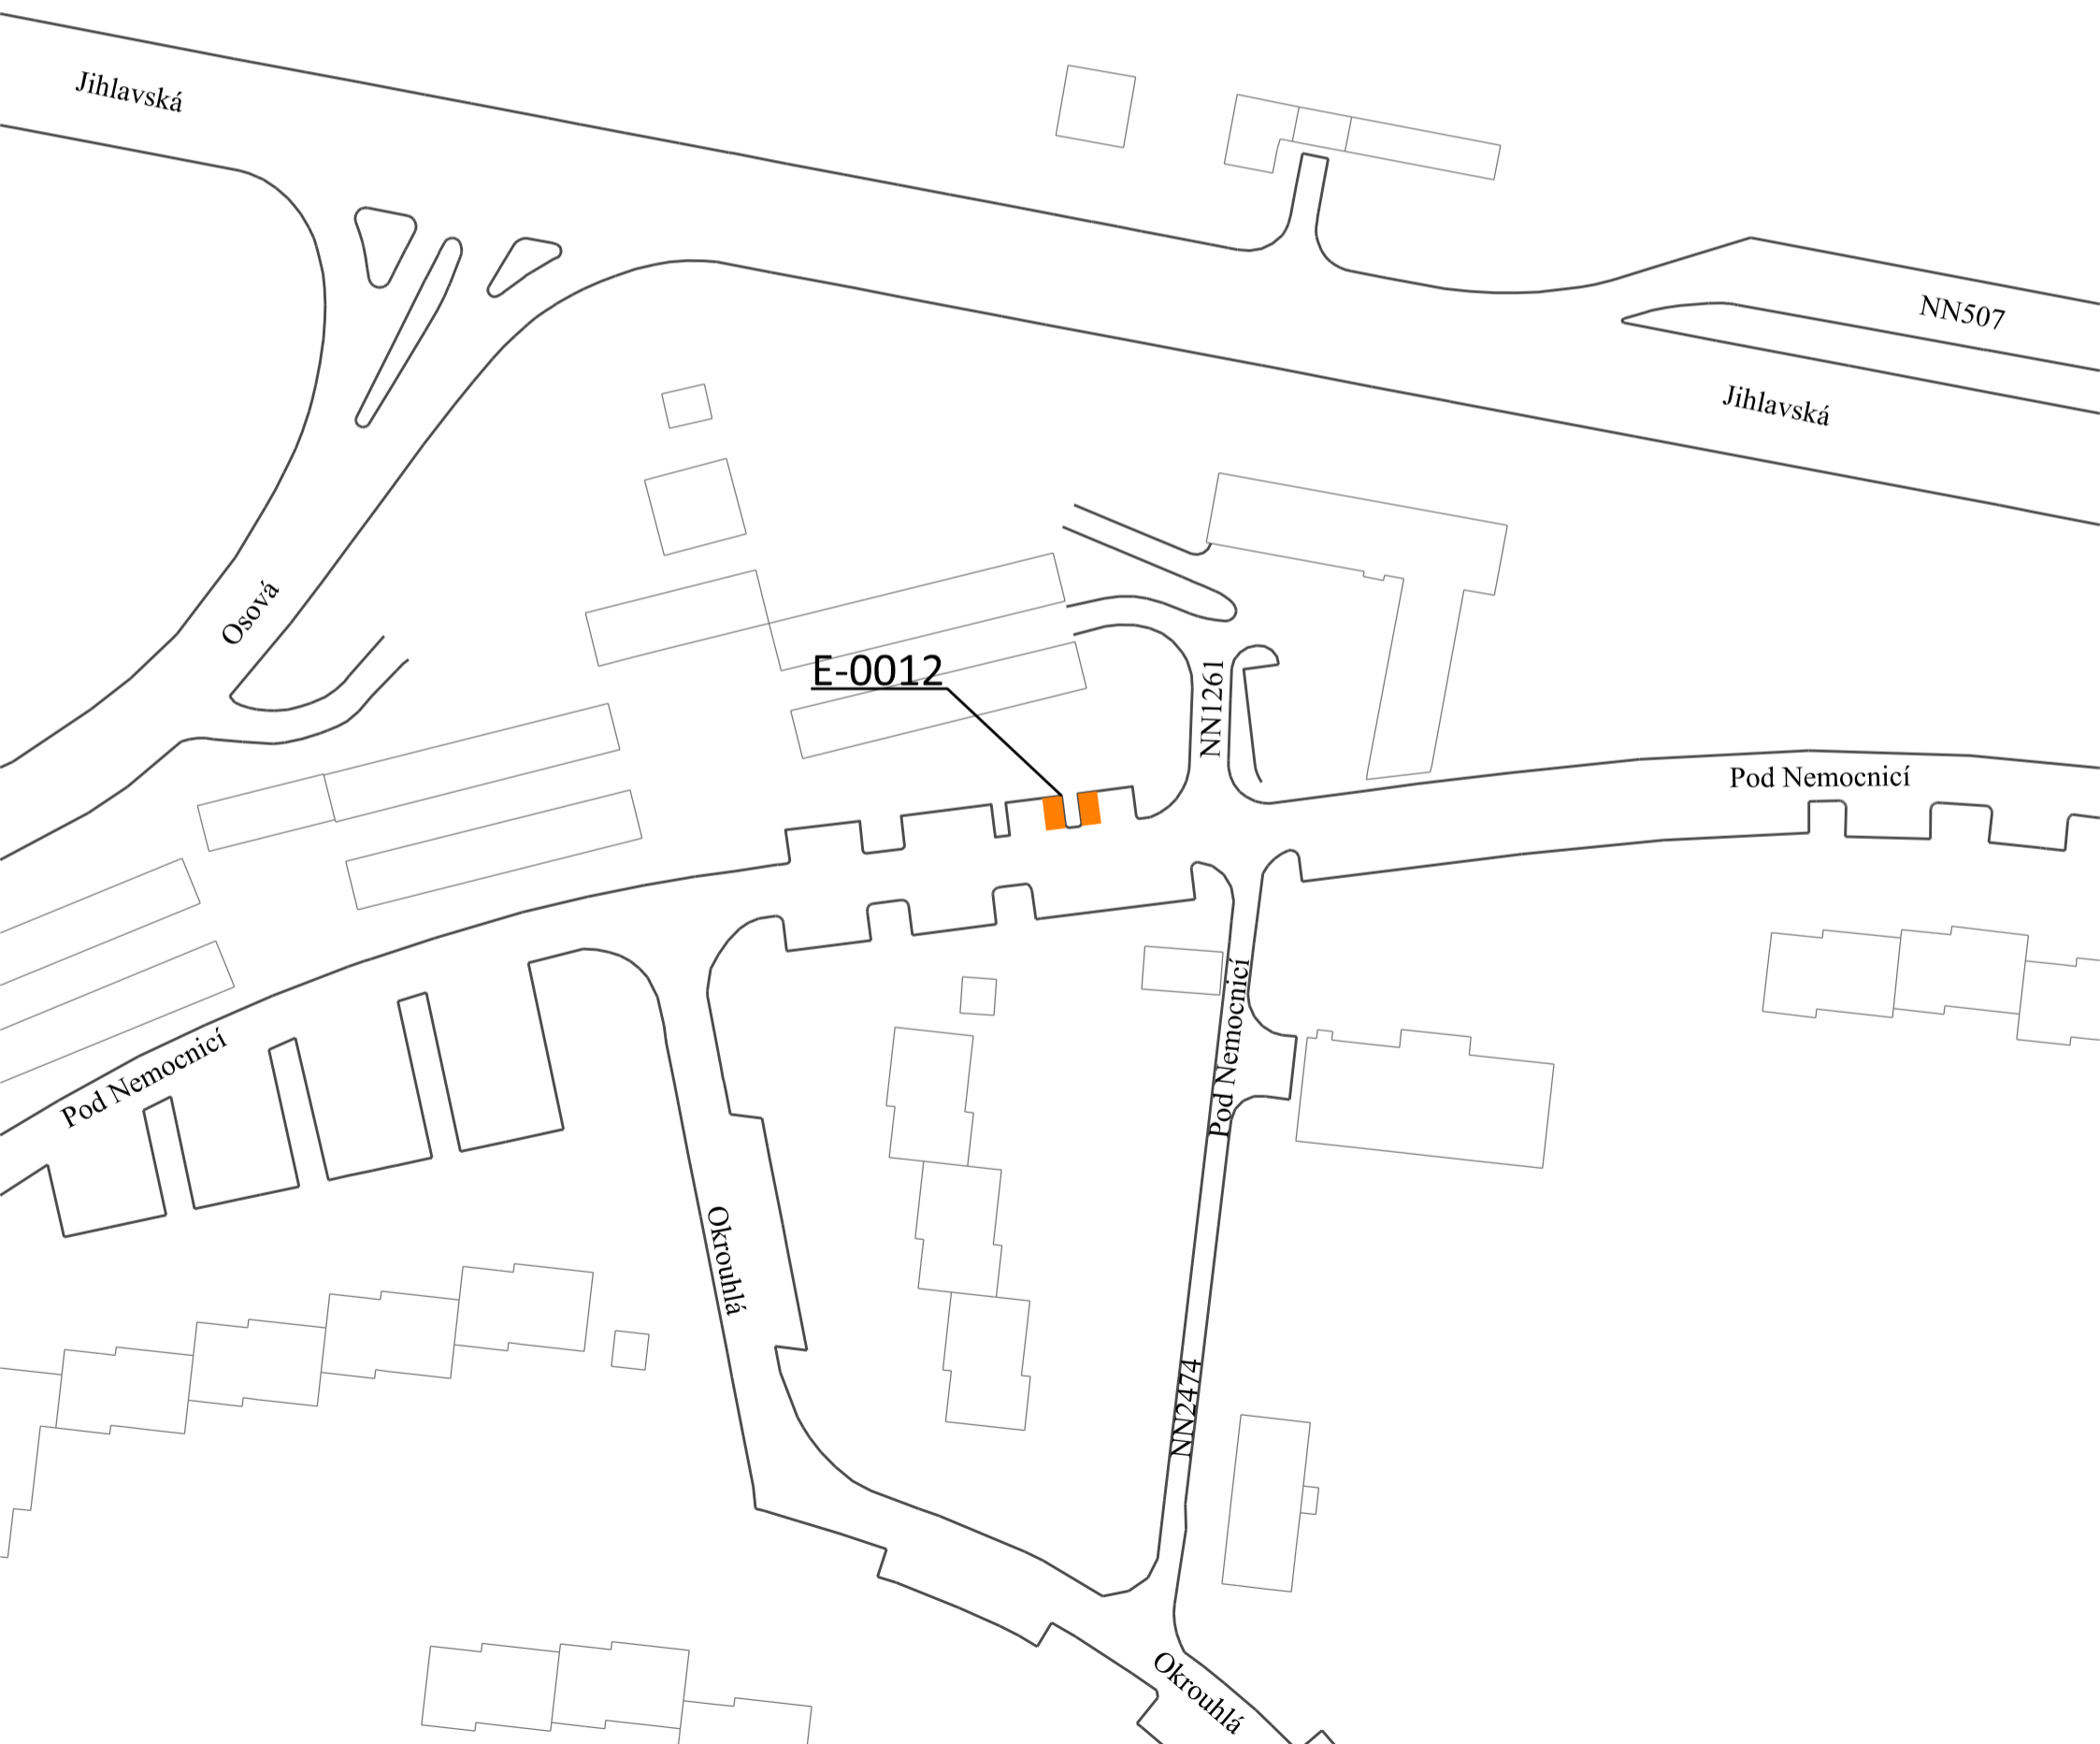 Jihlavská
NN507
Jihlavská
Osová
E-0012
NN1261
Pod Nemocnicí
Pod Nemocnicí
Pod Nemocnicí
Okrouhlá
NN2474
Okrouhlá